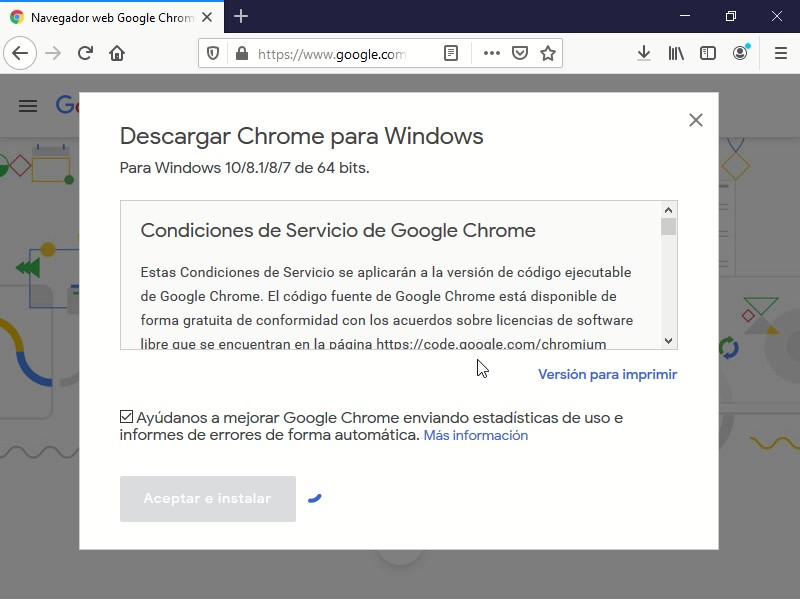 Navegador web Google Chrom
https://www.google.com
Descargar Chrome para Windows
Para Windows 10/8.1/8/7 de 64 bits.
Condiciones de Servicio de Google Chrome
Estas Condiciones de Servicio se aplicarán a la versión de código ejecutable
de Google Chrome. El código fuente de Google Chrome está disponible de
forma gratuita de conformidad con los acuerdos sobre licencias de software
libre que se encuentran en la página https://code.google.com/chromium
Versión para imprimir
Ayúdanos a mejorar Google Chrome enviando estadísticas de uso e
informes de errores de forma automática. Más información
Aceptar e instalar